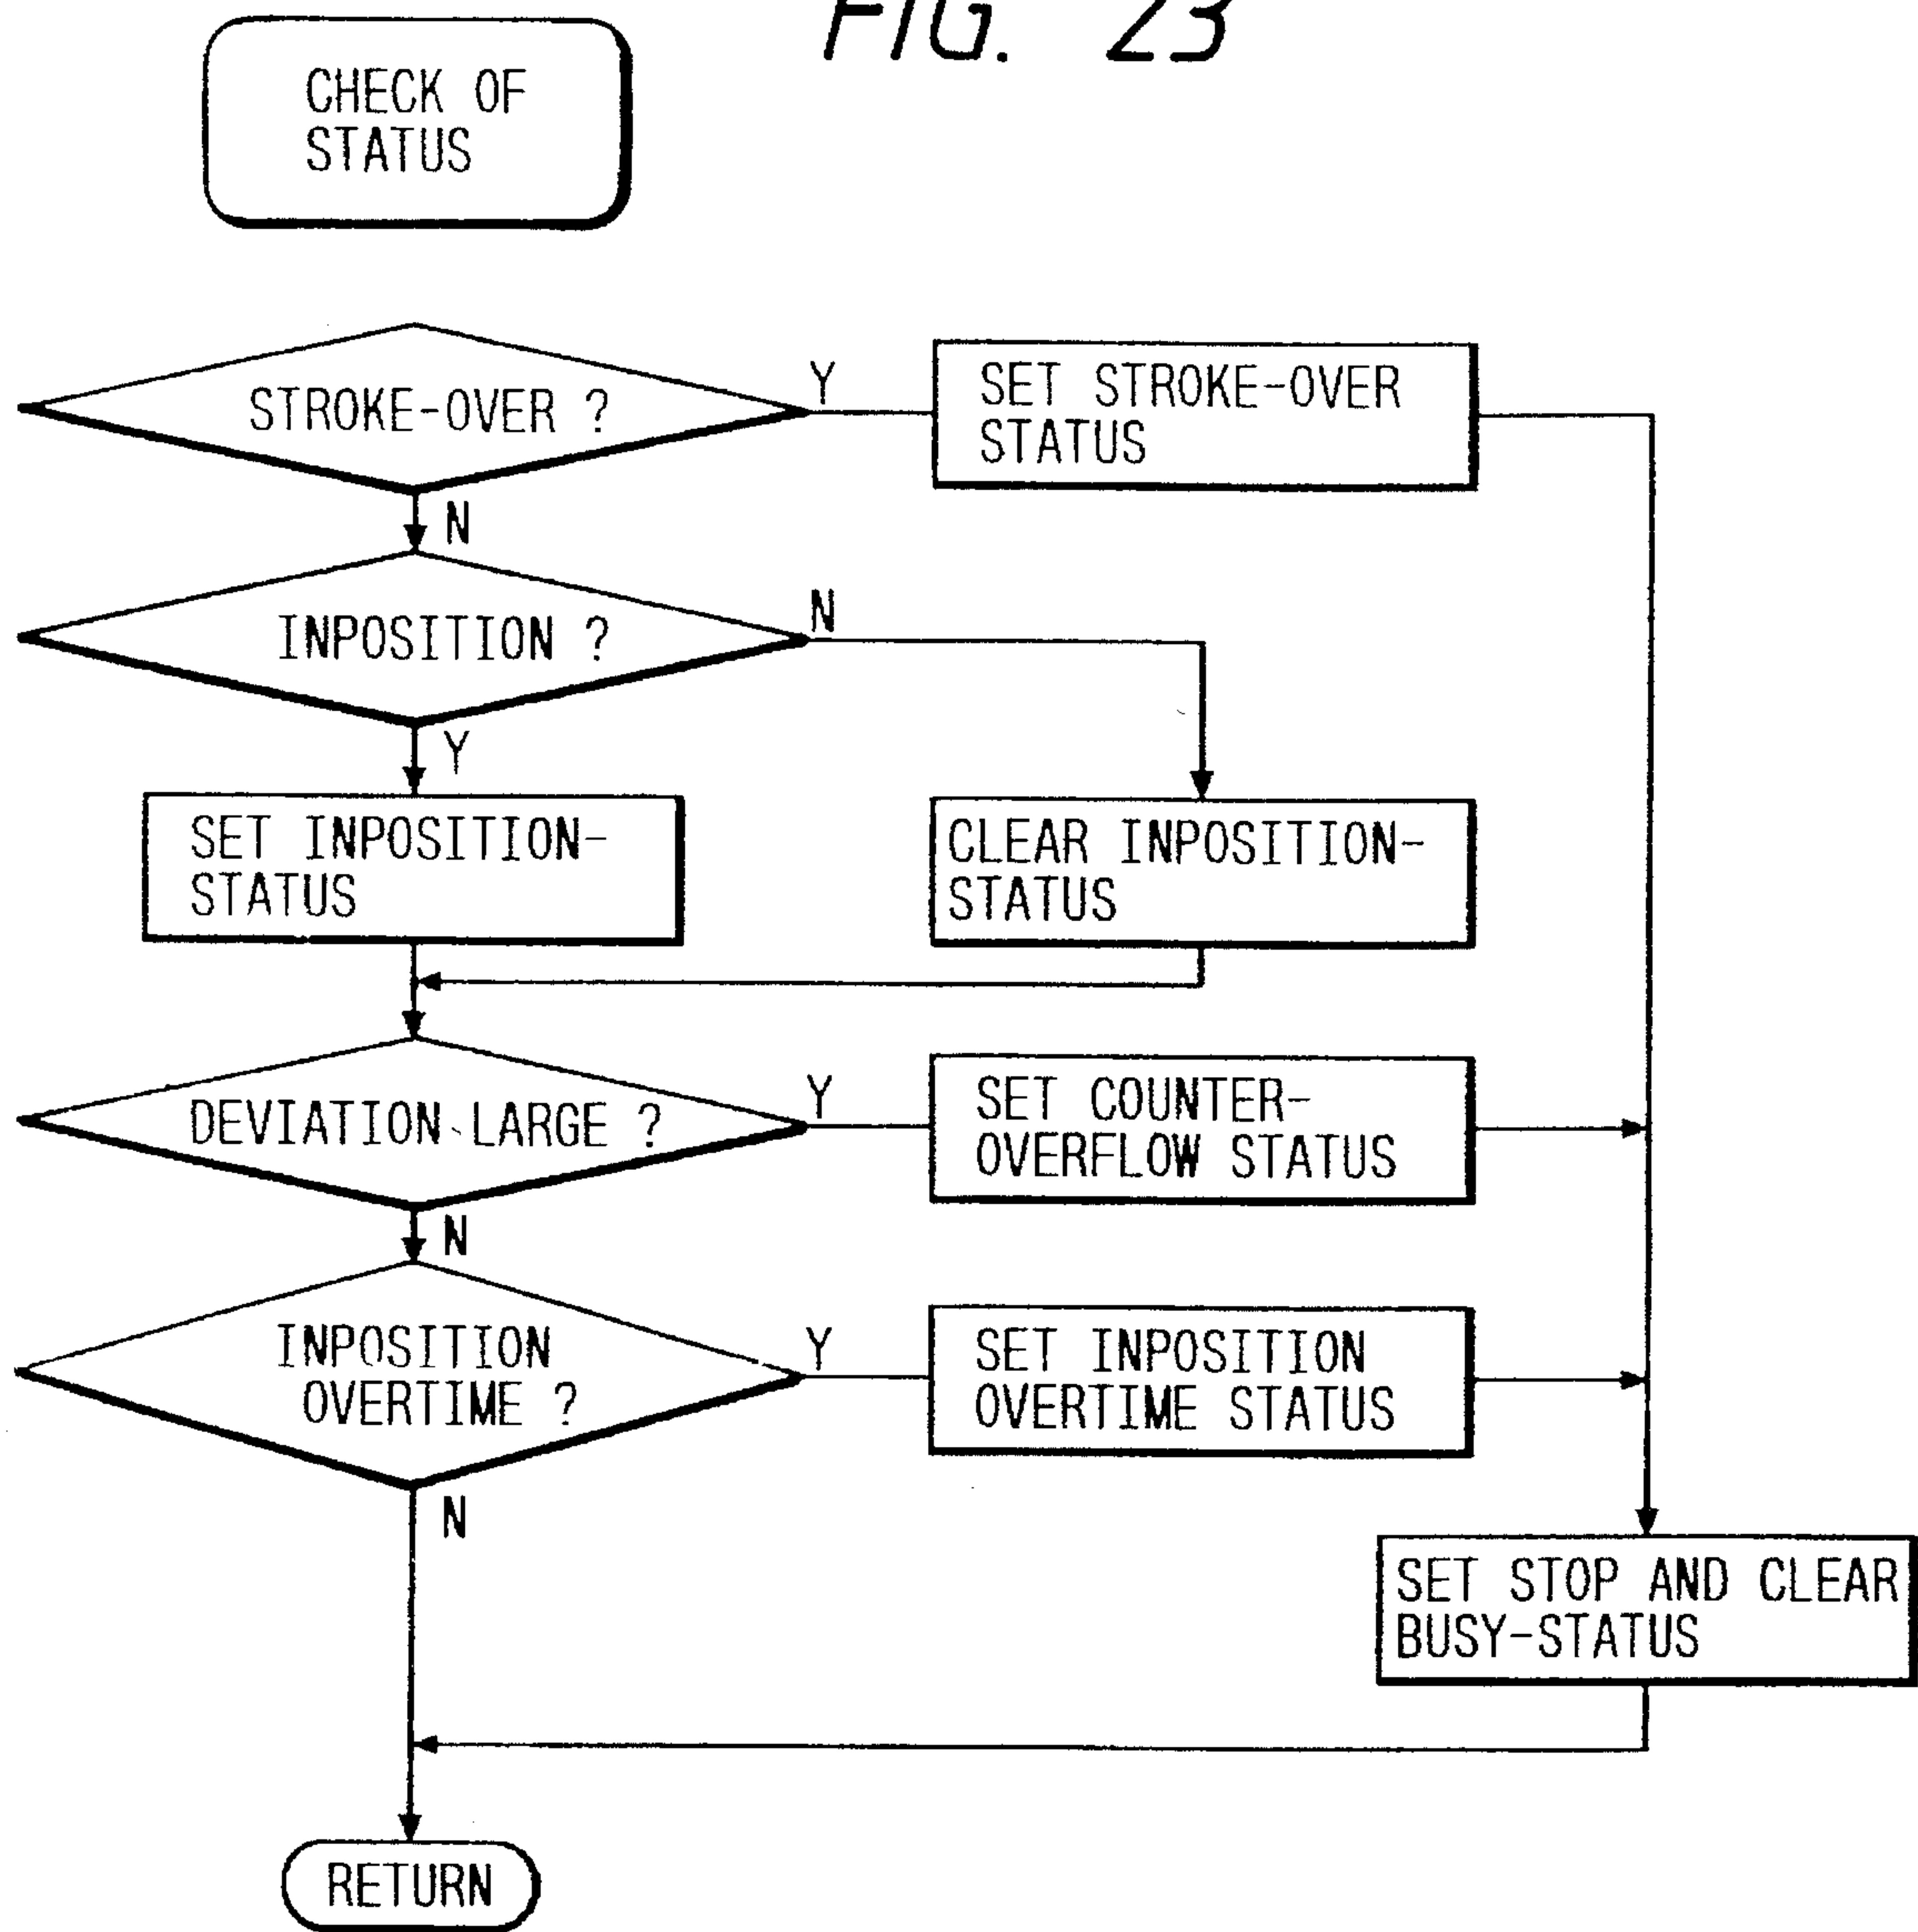 FIG. 23
CHECK OF
STATUS
STROKE-OVER ?
Y
SET STROKE-OVER
STATUS
N
INPOSITION ?
N
Y
SET INPOSITION-
STATUS
CLEAR INPOSITION-
STATUS
DEVIATION LARGE ?
Y
SET COUNTER-
OVERFLOW STATUS
N
INPOSITION
OVERTIME ?
Y
SET INPOSITION
OVERTIME STATUS
N
SET STOP AND CLEAR
BUSY-STATUS
RETURN